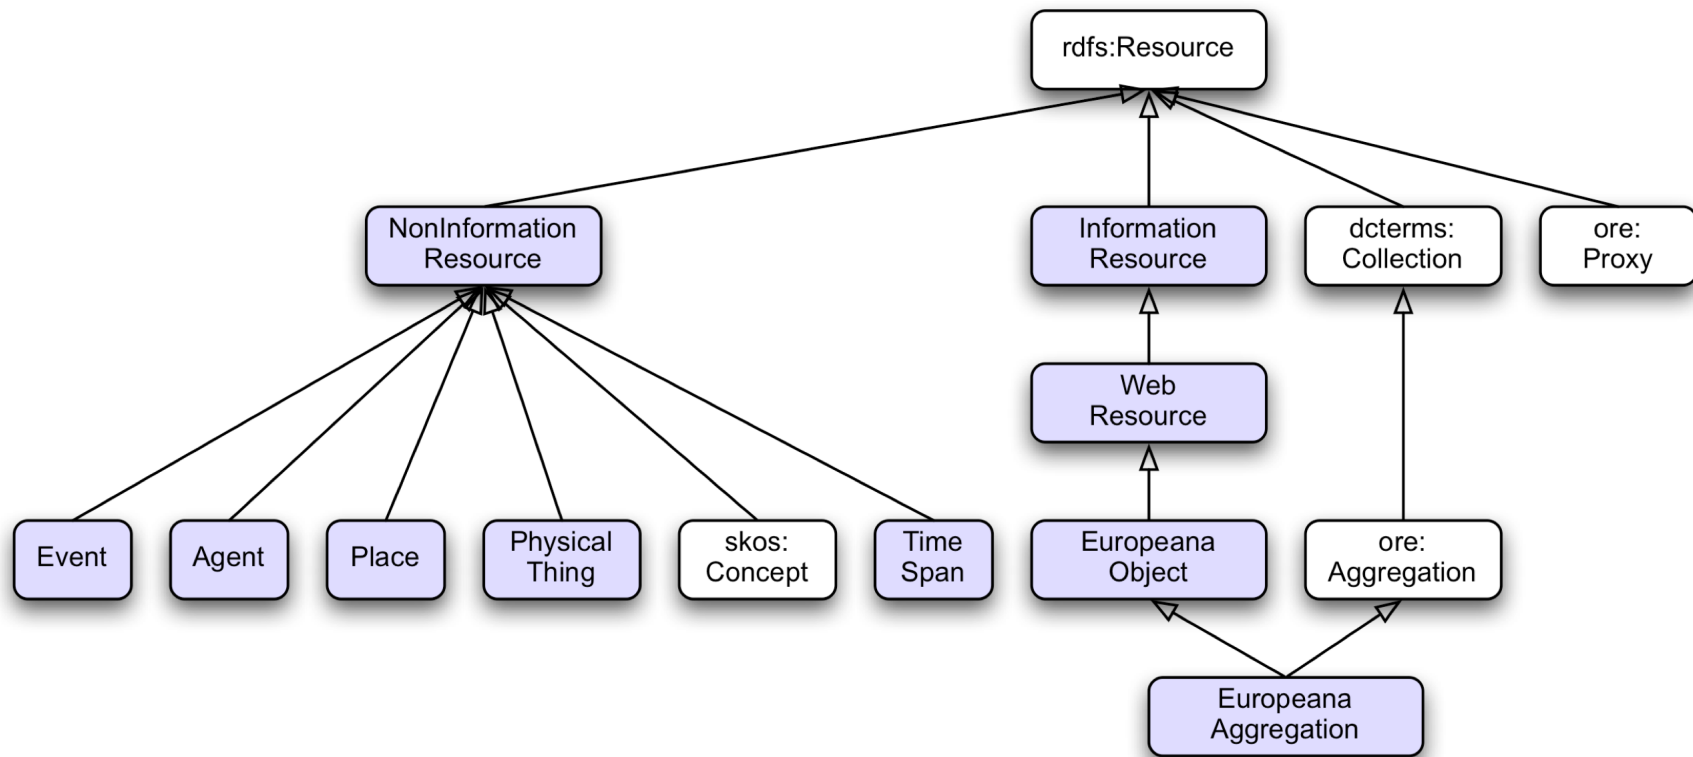 rdfs:Resource
NonInformation
Resource
Information
Resource
dcterms:
Collection
ore:
Proxy
Web
Resource
Event
Agent
Place
Physical
Thing
skos:
Concept
Time
Span
Europeana
Object
ore:
Aggregation
Europeana
Aggregation